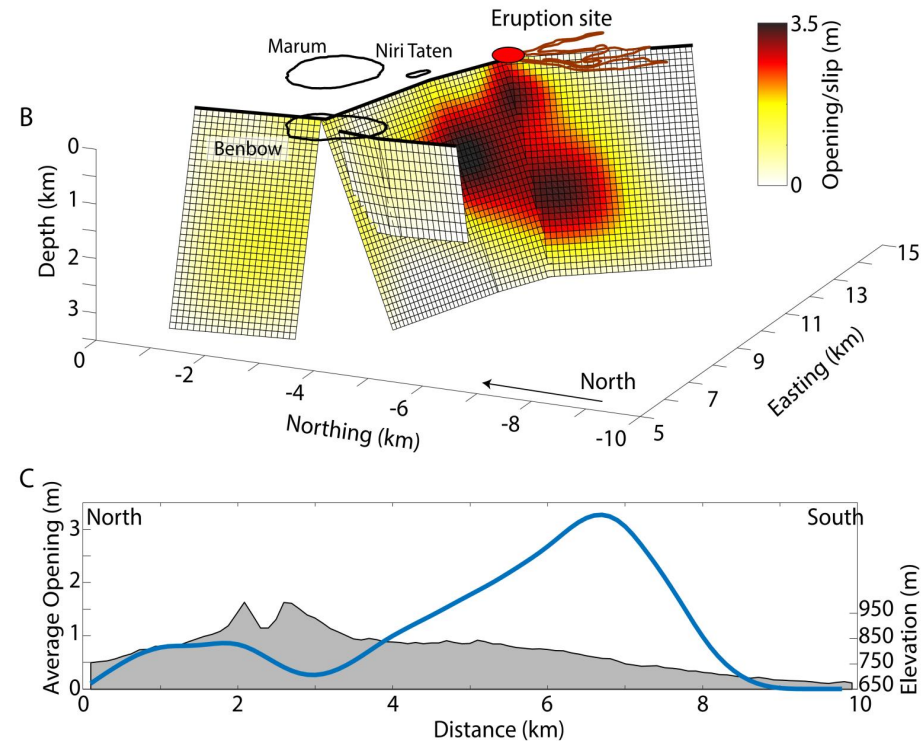 Eruption site
Marum
Niri Taten
3.5
0
Opening/slip (m)
B
Benbow
0
1
2
3
Depth (km)
0
-2
-4
-6
-8
-10
Northing (km)
North
5
7
9
11
13
15
Easting (km)
C
North
South
3
2
1
0
Average Opening (m)
950
850
750
650
Elevation (m)
0
2
4
6
8
10
Distance (km)